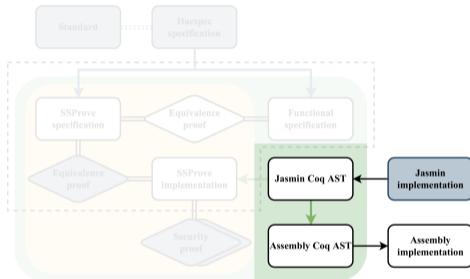 Standard
Hacspec
specification
SSProve
specification
Equivalence
proof
Functional
specification
Equivalence
proof
SSProve
implementation
Jasmin Coq AST
Jasmin
implementation
Security
proof
Assembly Coq AST
Assembly
implementation